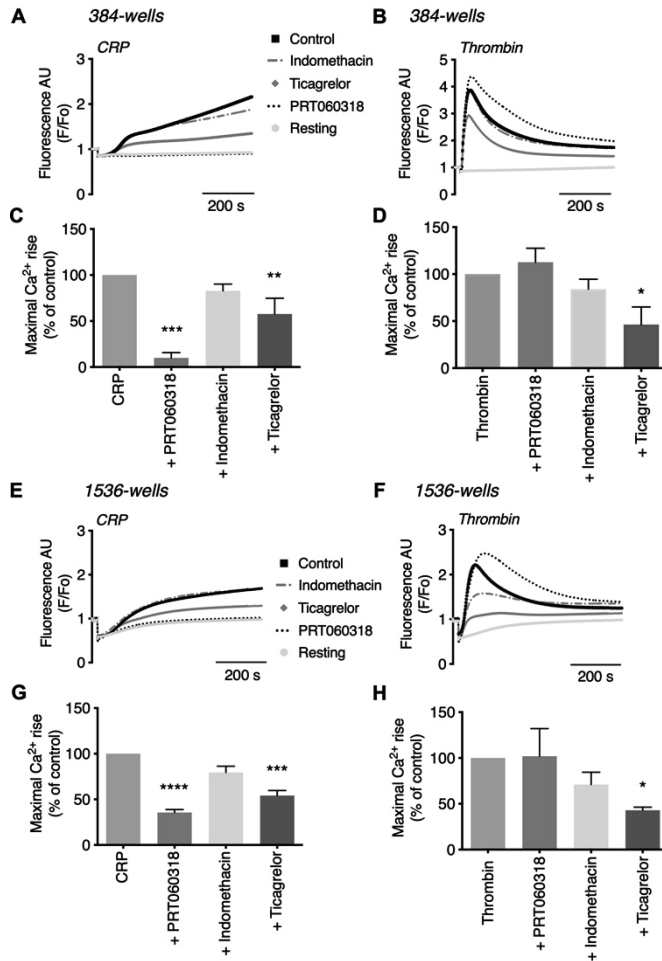 A 384-wells
CRP
Fluorescence AU
(F/Fo)
3
2
1
0
200 s
Control
Indomethacin
Ticagrelor
PRT060318
Resting
B 384-wells
Thrombin
Fluorescence AU
(F/Fo)
5
4
3
2
1
0
200 s
C
Maximal Ca2+ rise
(% of control)
150
100
50
0
***
**
CRP
+ PRT060318
+ Indomethacin
+ Ticagrelor
D
Maximal Ca2+ rise
(% of control)
150
100
50
0
*
Thrombin
+ PRT060318
+ Indomethacin
+ Ticagrelor
E 1536-wells
CRP
Fluorescence AU
(F/Fo)
3
2
1
0
200 s
Control
Indomethacin
Ticagrelor
PRT060318
Resting
F 1536-wells
Thrombin
Fluorescence AU
(F/Fo)
3
2
1
0
200 s
G
Maximal Ca2+ rise
(% of control)
150
100
50
0
****
***
CRP
+ PRT060318
+ Indomethacin
+ Ticagrelor
H
Maximal Ca2+ rise
(% of control)
150
100
50
0
*
Thrombin
+ PRT060318
+ Indomethacin
+ Ticagrelor